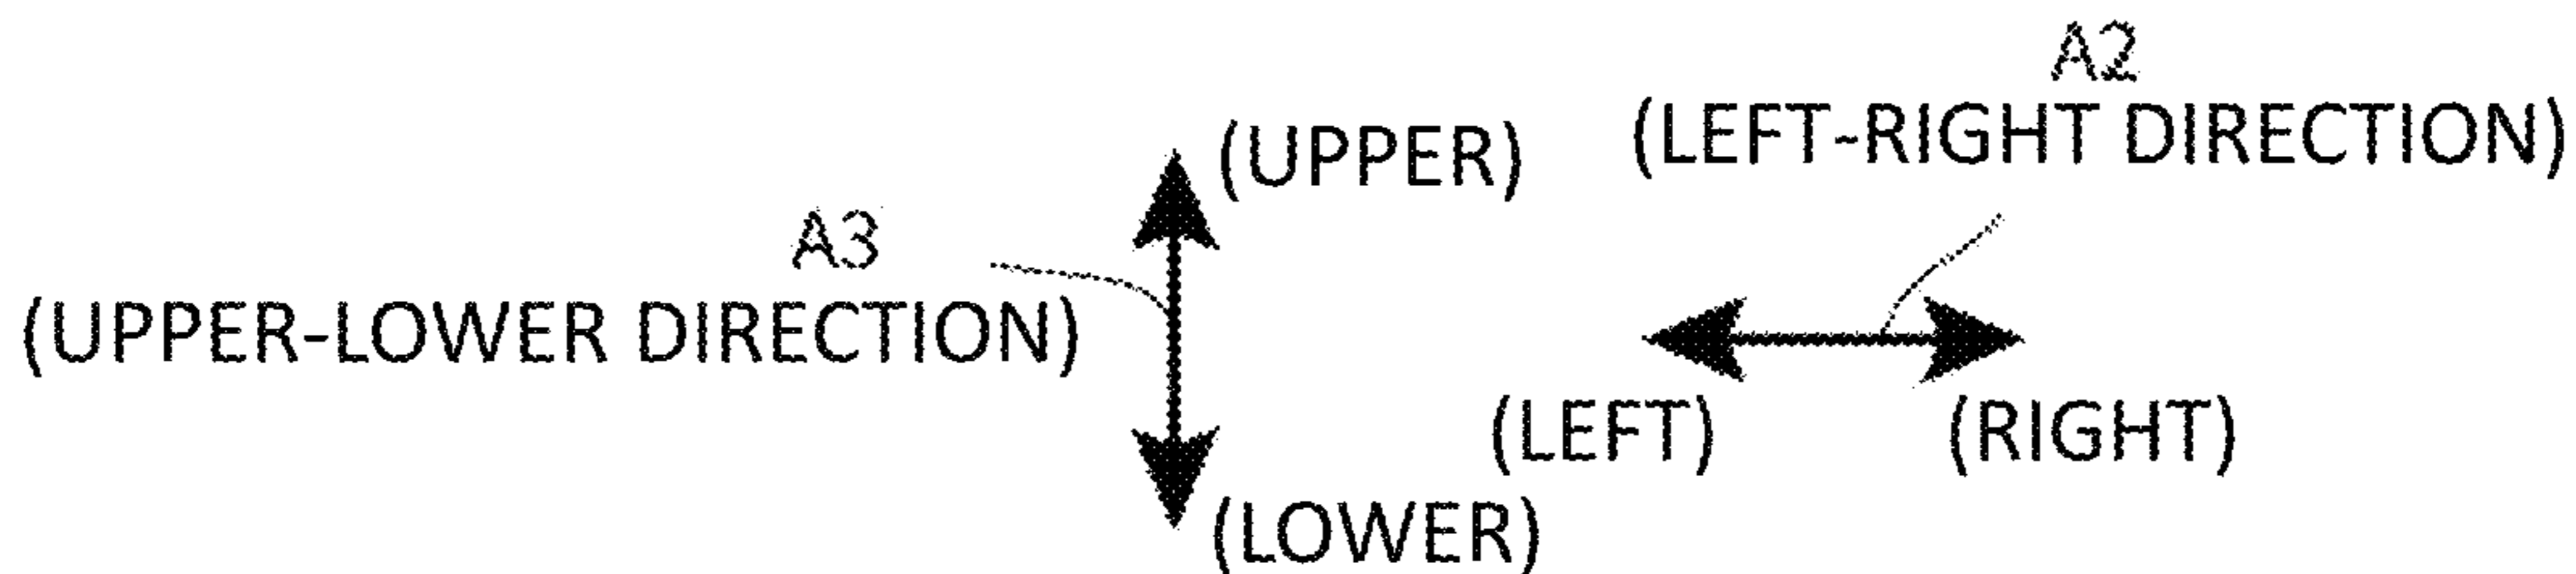 A2
(UPPER) (LEFT-RIGHT DIRECTION)
A3
(UPPER-LOWER DIRECTION)
(LEFT) (RIGHT)
(LOWER)